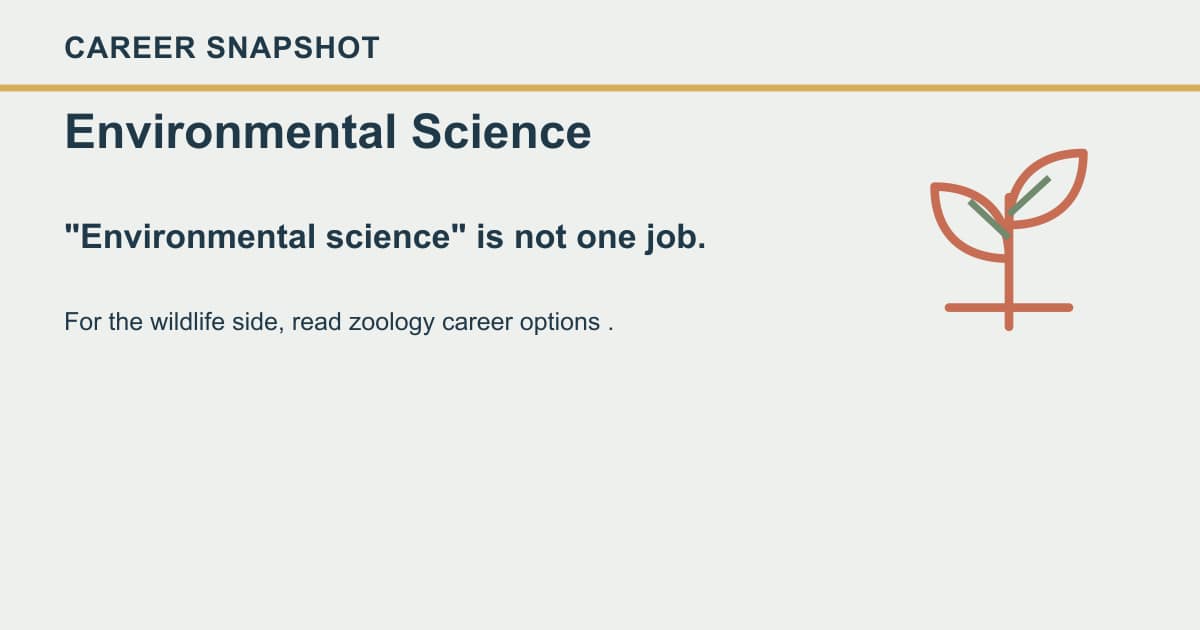 CAREER SNAPSHOT
Environmental Science
"Environmental science" is not one job.
For the wildlife side, read zoology career options .